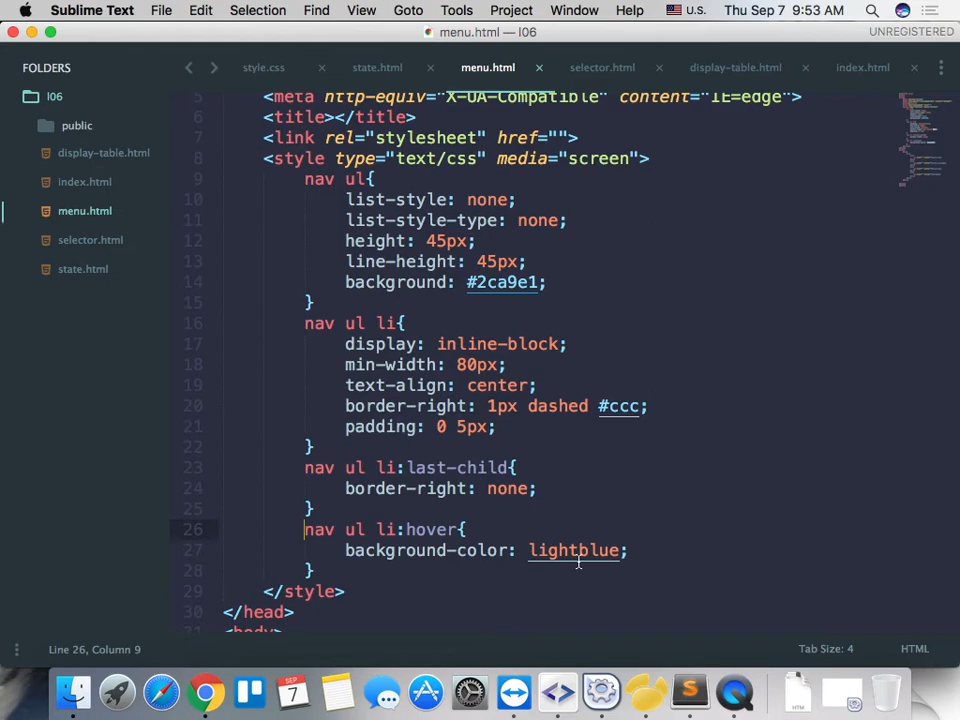 Sublime Text File Edit Selection Find View Goto Tools Project Window Help U.S. Thu Sep 7 9:53 AM
menu.html — l06 UNREGISTERED
FOLDERS
l06
public
display-table.html
index.html
menu.html
selector.html
state.html
style.css × state.html × menu.html × selector.html × display-table.html × index.html ×
5 <meta http-equiv="X-UA-Compatible" content="IE=edge">
6 <title></title>
7 <link rel="stylesheet" href="">
8 <style type="text/css" media="screen">
9 nav ul{
10 list-style: none;
11 list-style-type: none;
12 height: 45px;
13 line-height: 45px;
14 background: #2ca9e1;
15 }
16 nav ul li{
17 display: inline-block;
18 min-width: 80px;
19 text-align: center;
20 border-right: 1px dashed #ccc;
21 padding: 0 5px;
22 }
23 nav ul li:last-child{
24 border-right: none;
25 }
26 nav ul li:hover{
27 background-color: lightblue;
28 }
29 </style>
30 </head>
31 <body>
Line 26, Column 9 Tab Size: 4 HTML
SEP
7